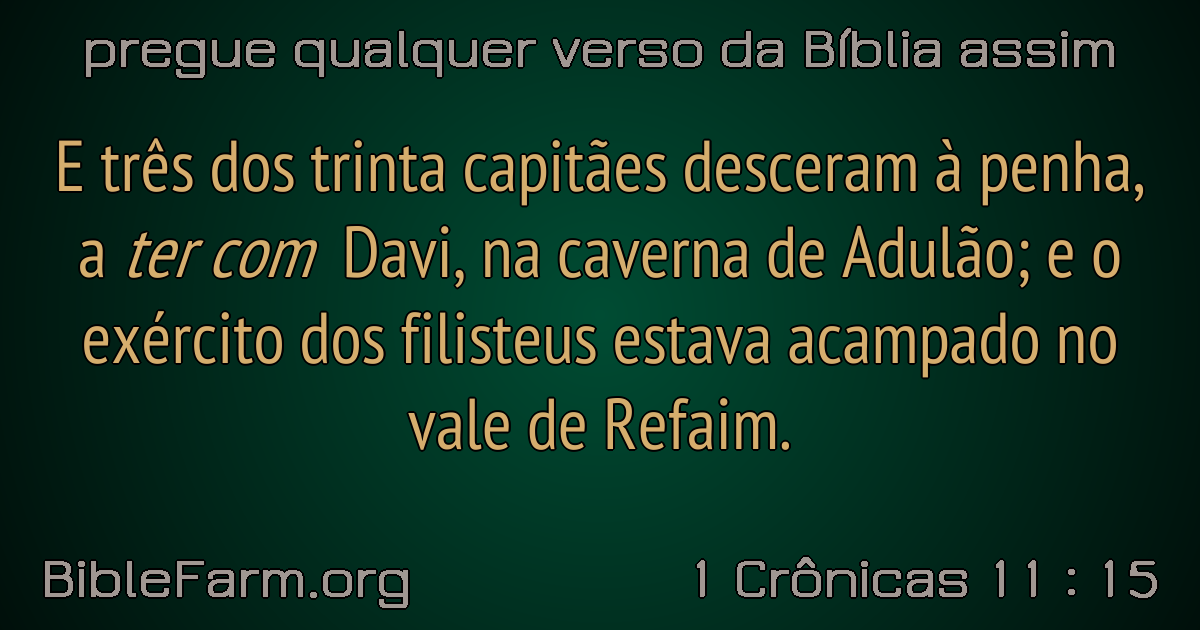 pregue qualquer verso da Bíblia assim
E três dos trinta capitães desceram à penha,
a ter com Davi, na caverna de Adulão; e o
exército dos filisteus estava acampado no
vale de Refaim.
BibleFarm.org
1 Crônicas 11 : 15